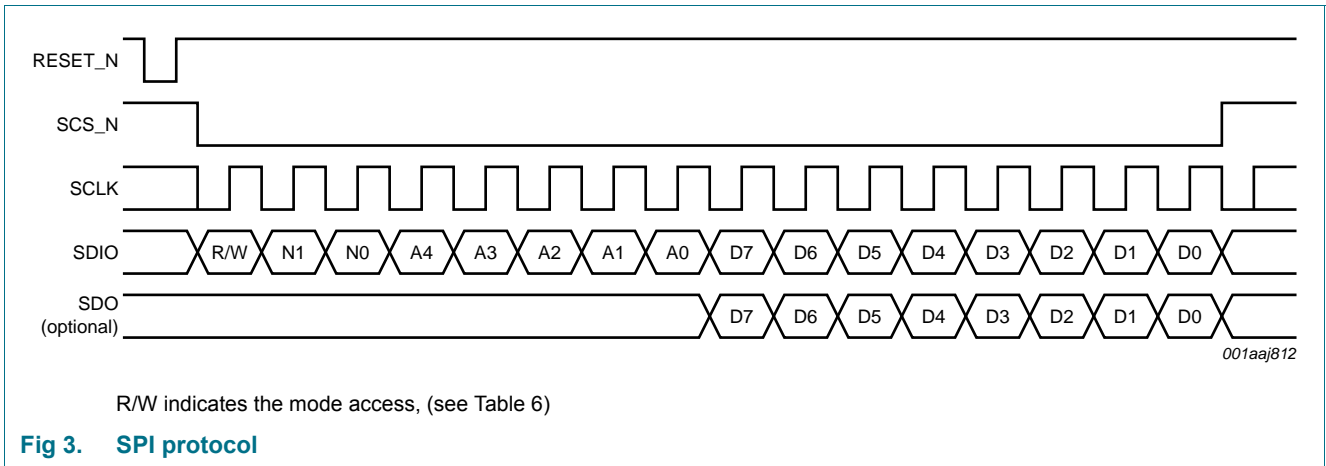 RESET_N
SCS_N
SCLK
SDIO R/W N1 N0 A4 A3 A2 A1 A0 D7 D6 D5 D4 D3 D2 D1 D0
SDO
(optional) D7 D6 D5 D4 D3 D2 D1 D0
001aaj812
R/W indicates the mode access, (see Table 6)
Fig 3. SPI protocol